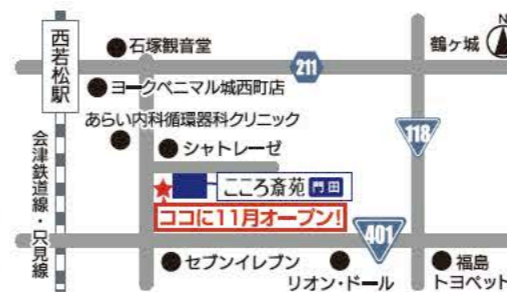 西若松駅
石塚観音堂
211
鶴ヶ城
N
ヨークベニマル城西町店
118
あらい内科循環器科クリニック
シャトレーゼ
会津鉄道線・只見線
こころ斎苑 門田
ココに11月オープン!
401
セブンイレブン
リオン・ドール
福島
トヨペット